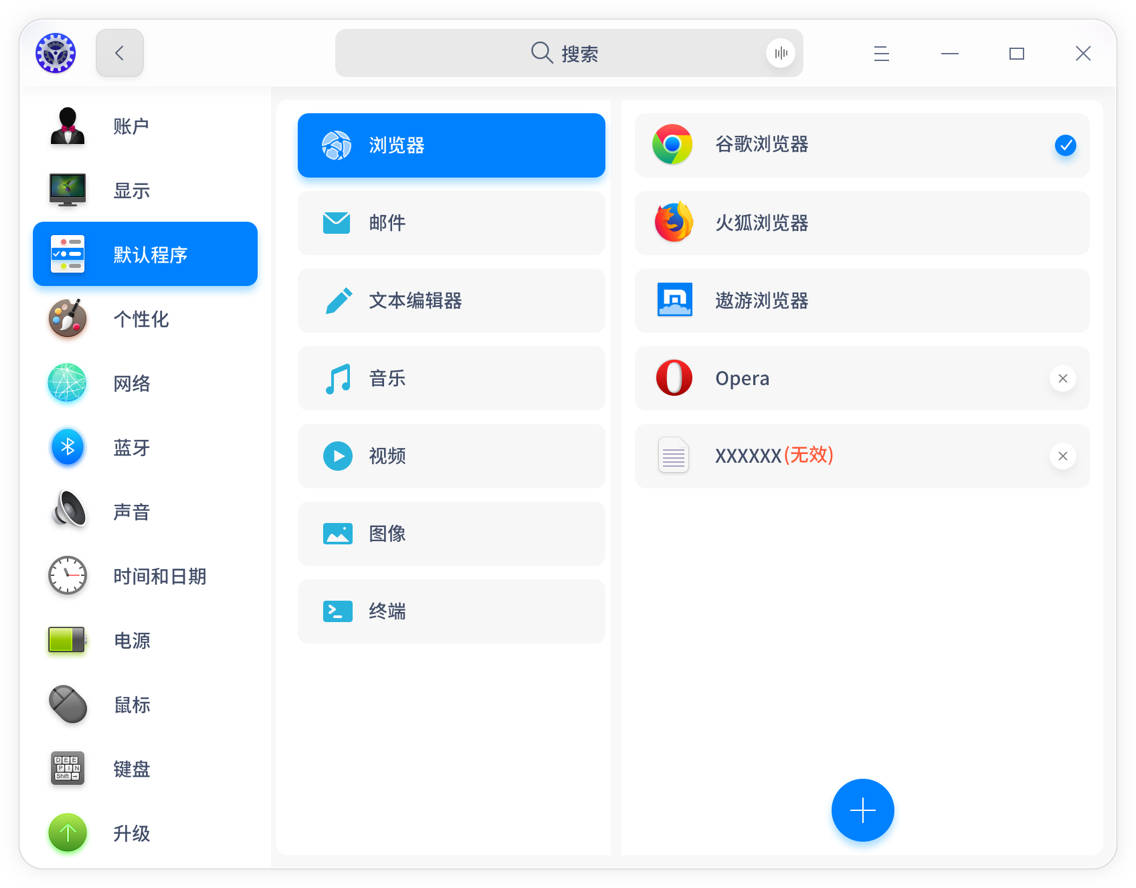 搜索
账户
显示
默认程序
个性化
网络
蓝牙
声音
时间和日期
电源
鼠标
键盘
升级
浏览器
邮件
文本编辑器
音乐
视频
图像
终端
谷歌浏览器
火狐浏览器
遨游浏览器
Opera
XXXXXX(无效)